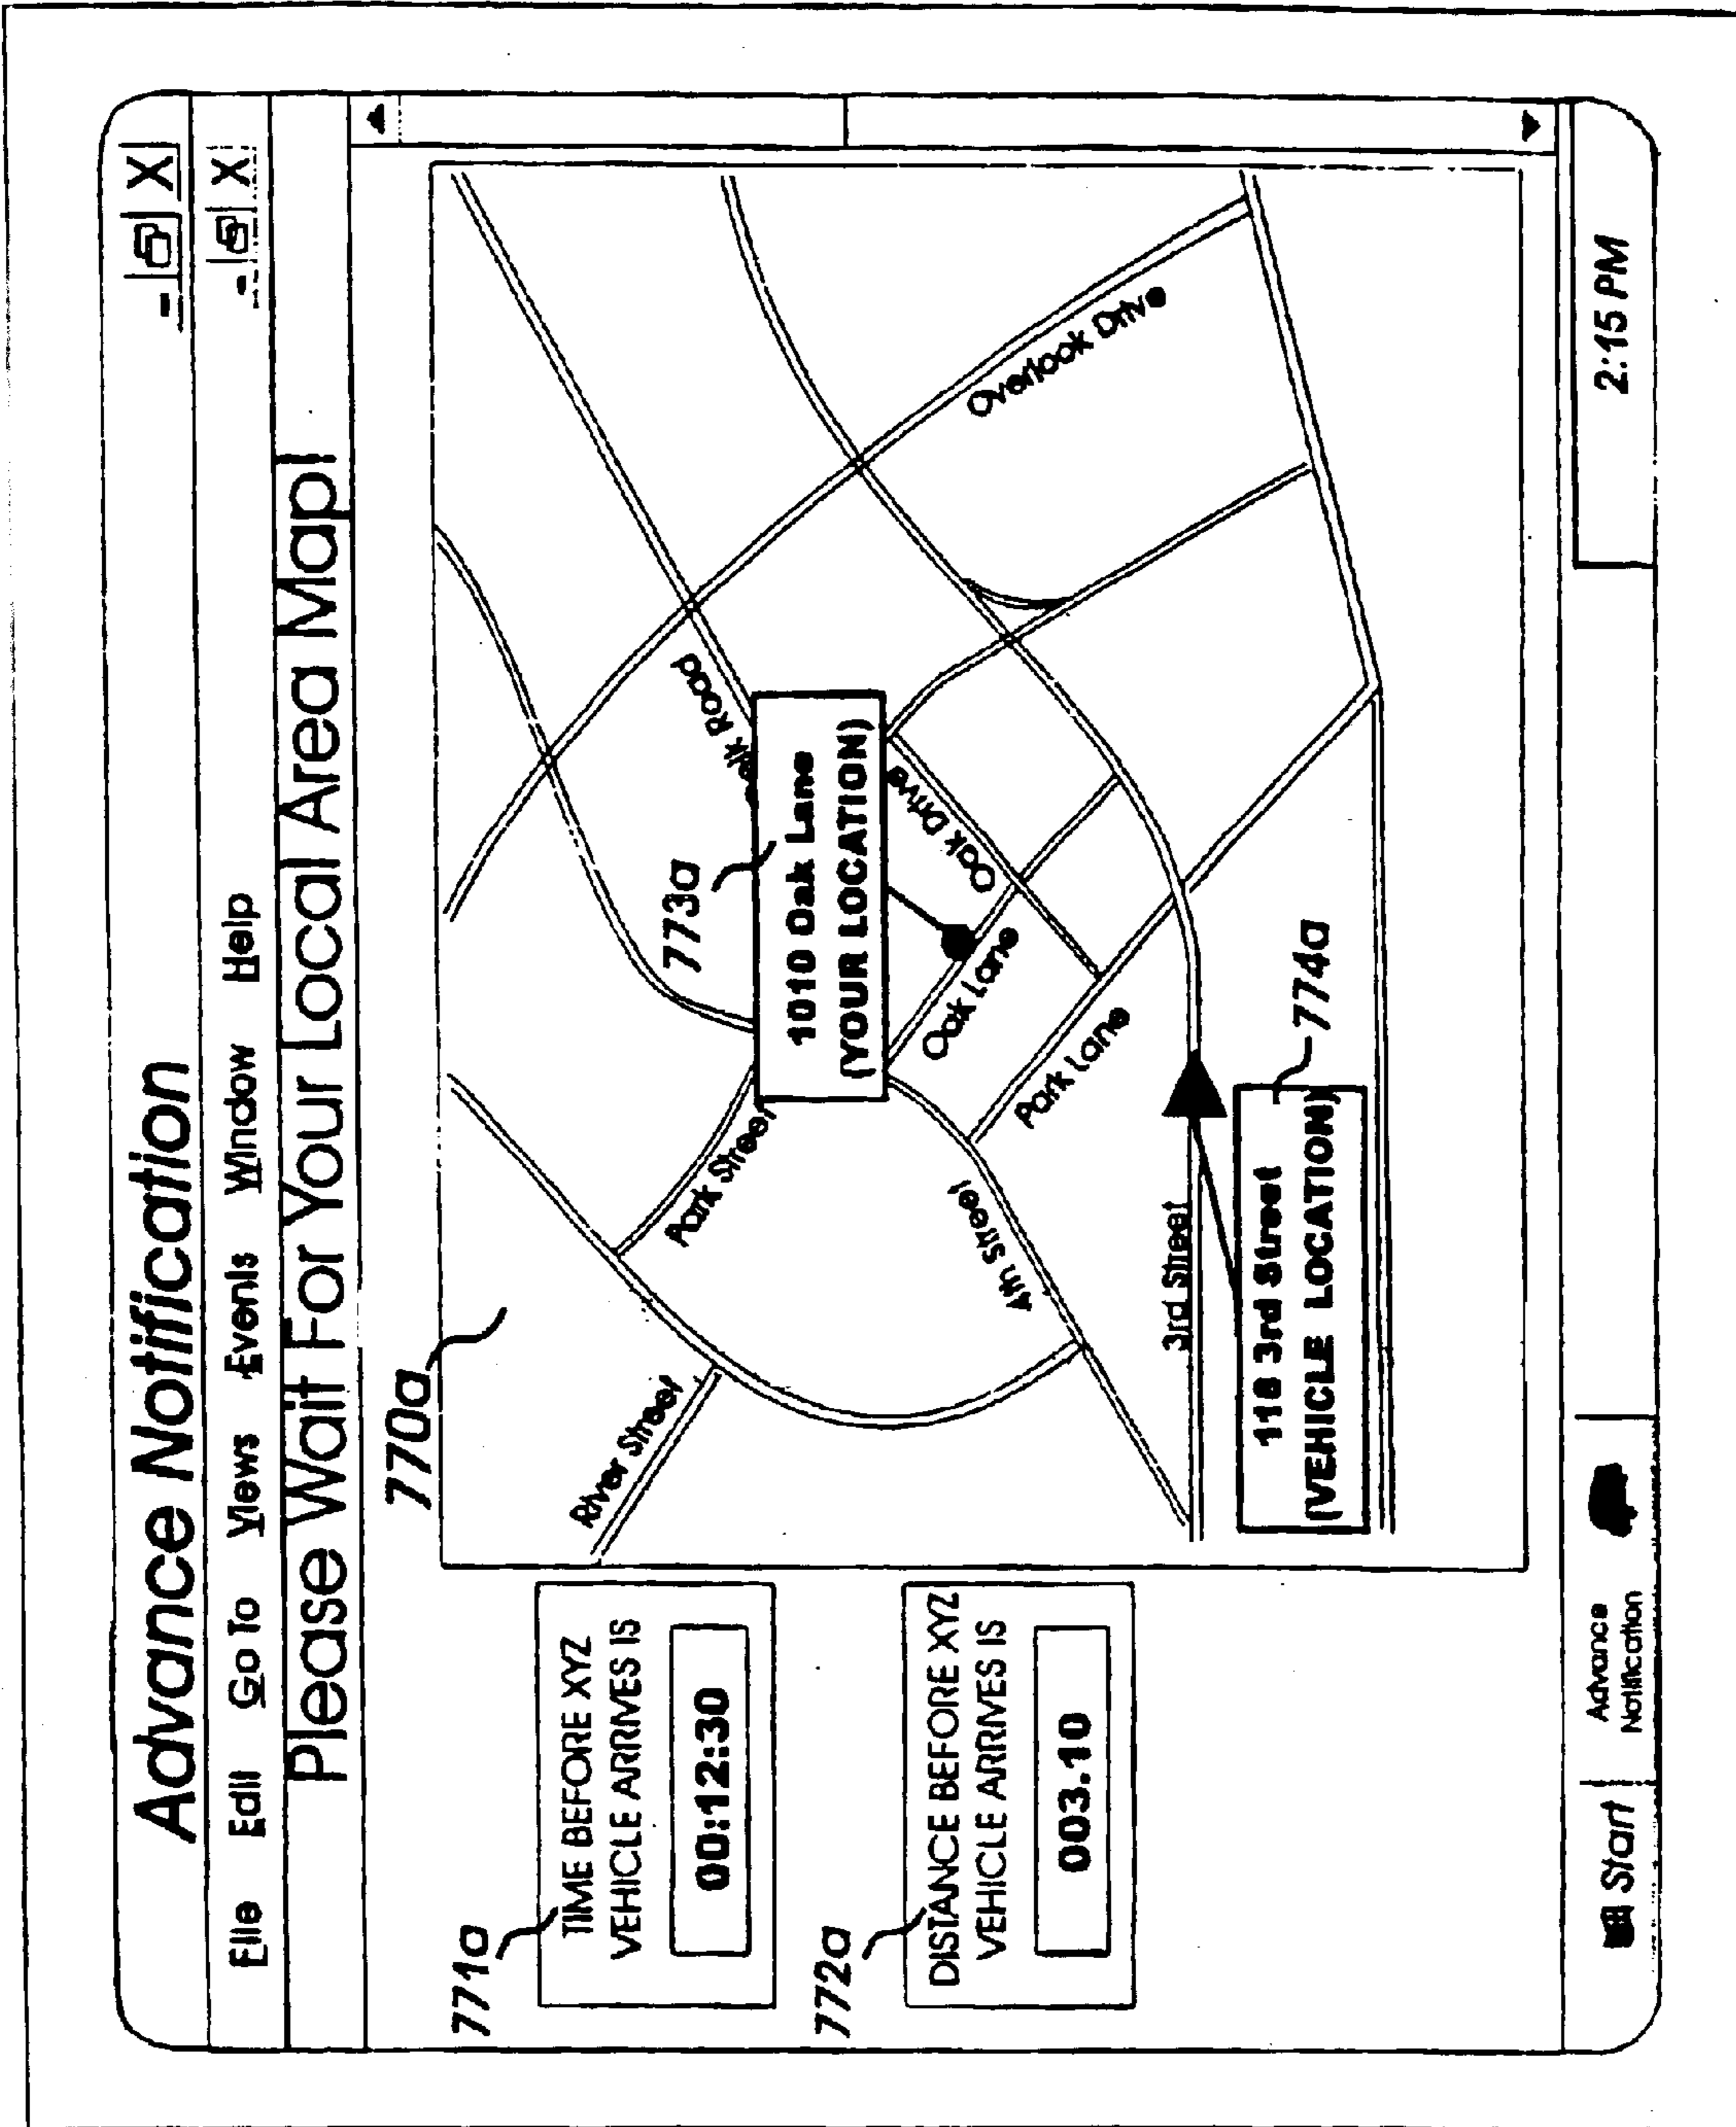 Advance Notification
File Edit Go To Views Events Window Help
Please Wait For Your Local Area Map!
770a
771a
TIME BEFORE XYZ
VEHICLE ARRIVES IS
00:12:30
772a
DISTANCE BEFORE XYZ
VEHICLE ARRIVES IS
003.10
River Street
Park Street
773a
Road
1010 Oak Lane
(YOUR LOCATION)
Oak Drive
Oak Lane
Park Lane
4th Street
Overlook Drive
3rd Street
118 3rd Street
(VEHICLE LOCATION)
774a
Start
Advance
Notification
2:15 PM